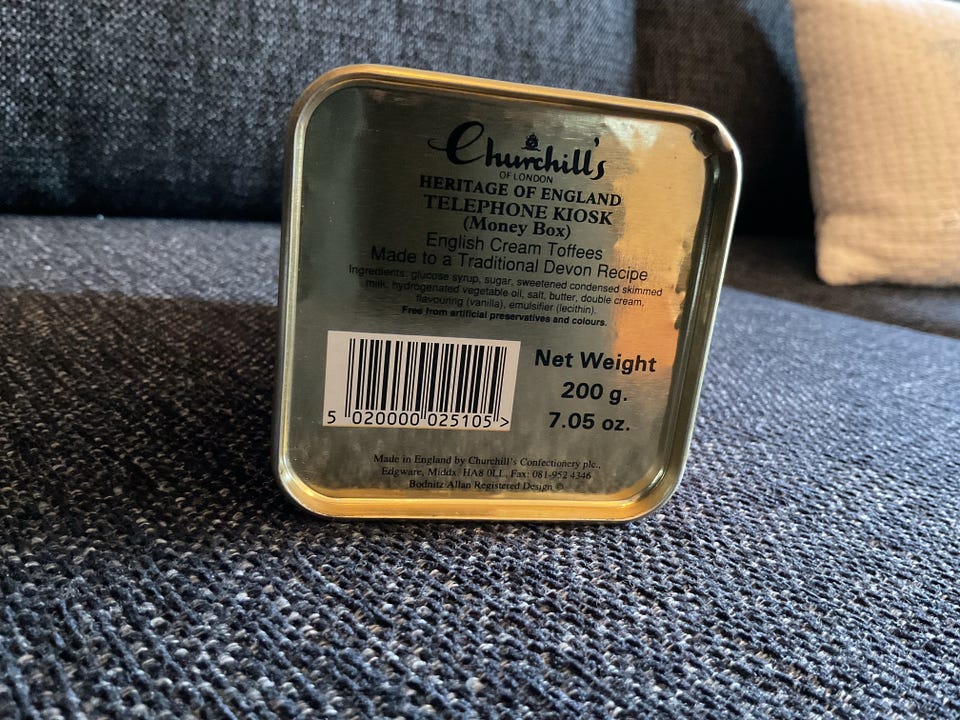 Churchill's
OF LONDON
HERITAGE OF ENGLAND
TELEPHONE KIOSK
(Money Box)
English Cream Toffees
Made to a Traditional Devon Recipe
Ingredients: glucose syrup, sugar, sweetened condensed skimmed
milk, hydrogenated vegetable oil, salt, butter, double cream,
flavouring (vanilla), emulsifier (lecithin).
Free from artificial preservatives and colours.
Net Weight
200 g.
7.05 oz.
5 020000 025105 >
Made in England by Churchill's Confectionery plc.,
Edgware, Middx. HA8 0LL. Fax: 081-952 4346
Bodnitz Allan Registered Design ©